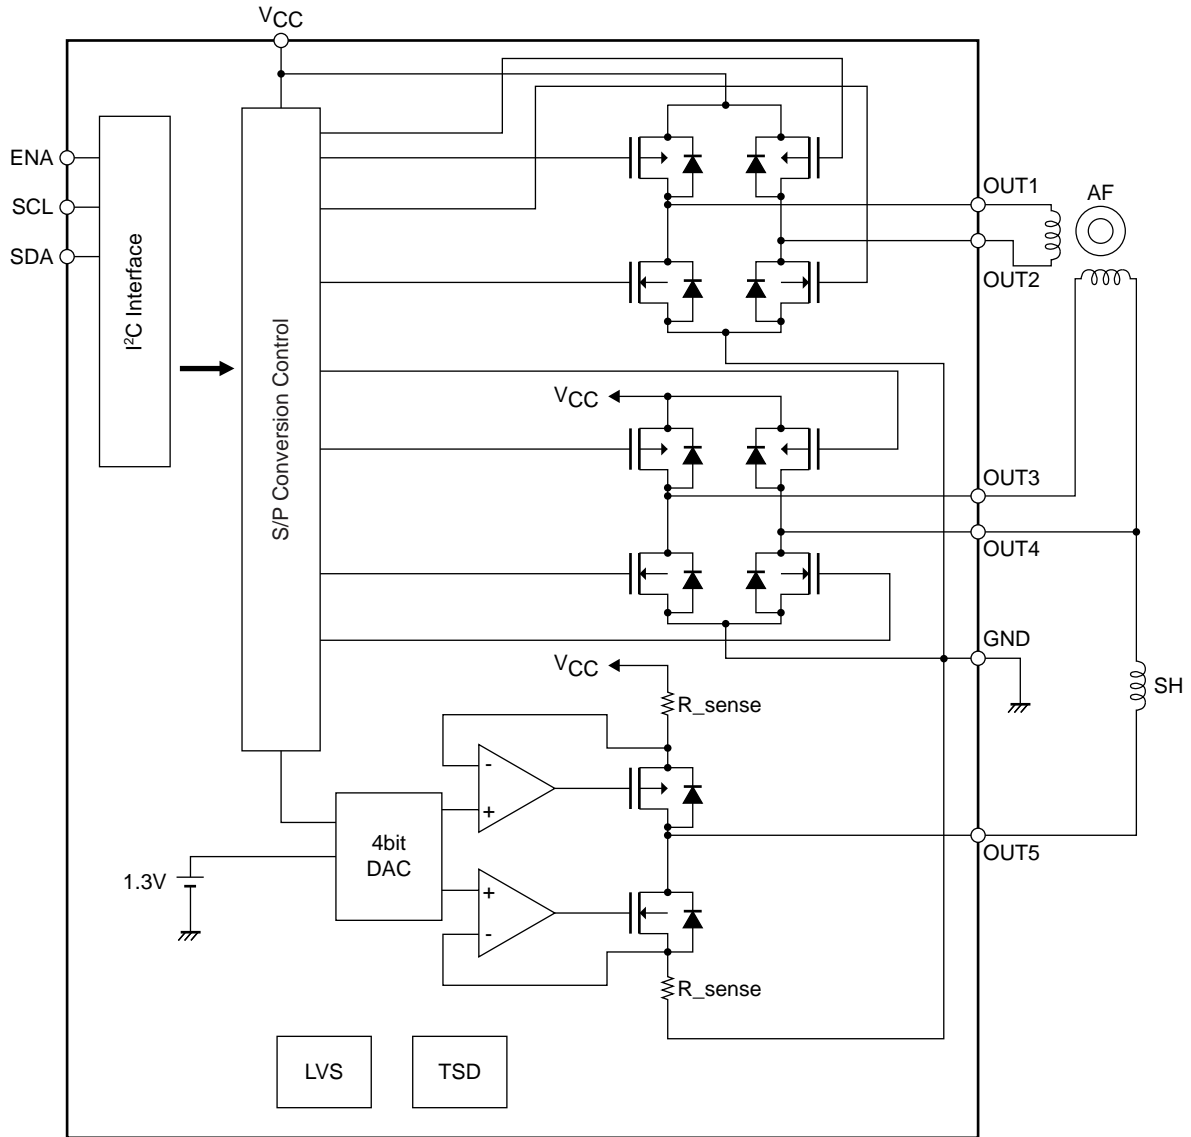 VCC
ENA
SCL
SDA
I²C Interface
S/P Conversion Control
OUT1
AF
OUT2
VCC
OUT3
OUT4
GND
VCC
R_sense
SH
-
+
4bit
DAC
OUT5
1.3V
+
-
R_sense
LVS
TSD